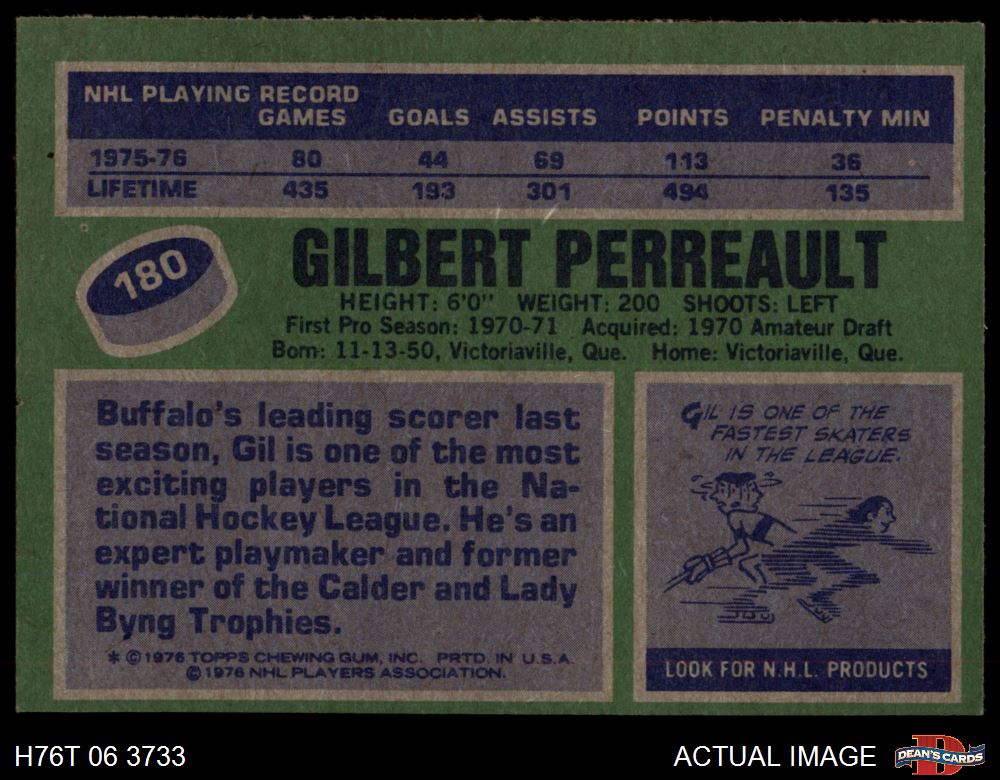 NHL PLAYING RECORD
GAMES GOALS ASSISTS POINTS PENALTY MIN
1975-76 80 44 69 113 36
LIFETIME 435 193 301 494 135
180
GILBERT PERREAULT
HEIGHT: 6'0" WEIGHT: 200 SHOOTS: LEFT
First Pro Season: 1970-71 Acquired: 1970 Amateur Draft
Born: 11-13-50, Victoriaville, Que. Home: Victoriaville, Que.
Buffalo's leading scorer last
season, Gil is one of the most
exciting players in the Na-
tional Hockey League. He's an
expert playmaker and former
winner of the Calder and Lady
Byng Trophies.
* © 1976 TOPPS CHEWING GUM, INC. PRTD. IN U.S.A.
© 1976 NHL PLAYERS ASSOCIATION.
GIL IS ONE OF THE
FASTEST SKATERS
IN THE LEAGUE.
LOOK FOR N.H.L. PRODUCTS
H76T 06 3733
ACTUAL IMAGE
D
DEAN'S CARDS